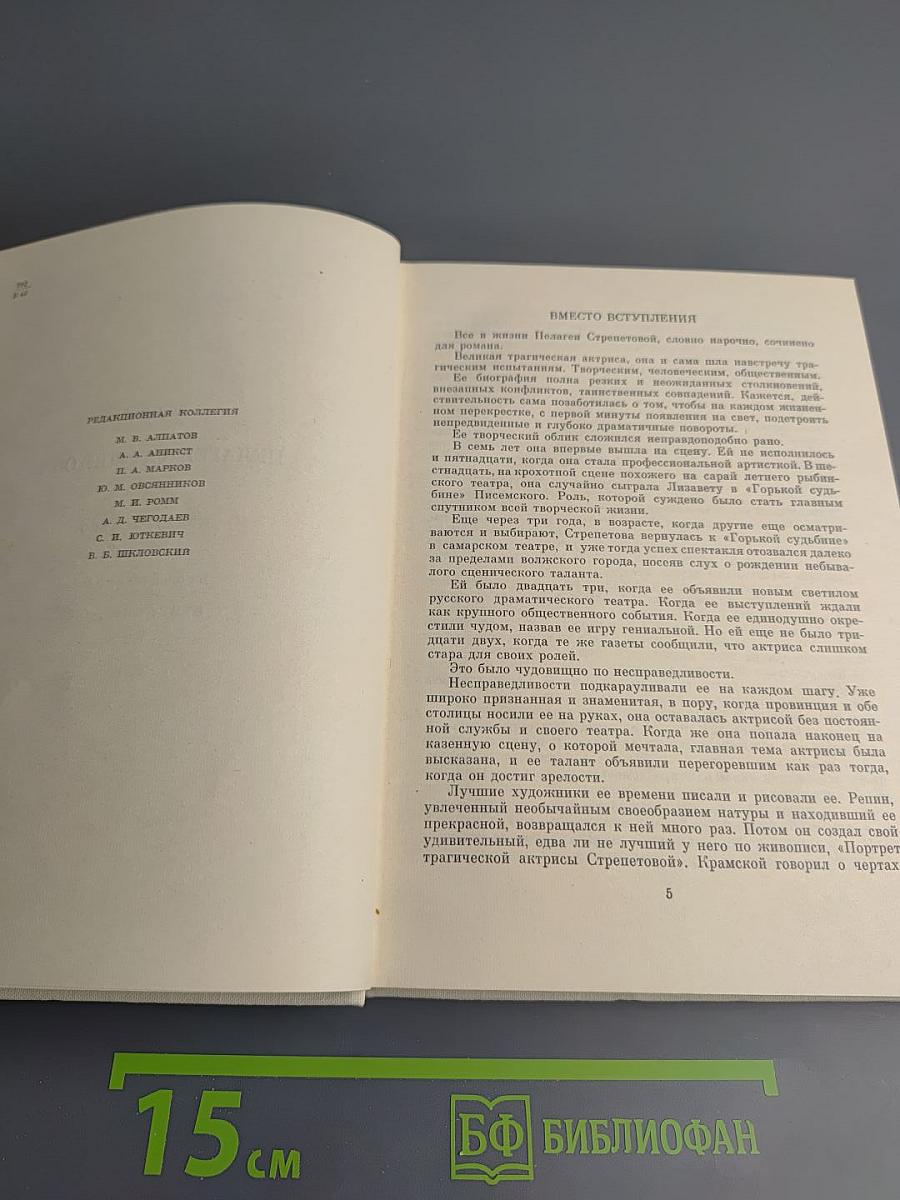 792
РЕДАКЦИОННАЯ КОЛЛЕГИЯ
М. В. АЛПАТОВ
А. А. АНИКСТ
П. А. МАРКОВ
Ю. М. ОВСЯННИКОВ
М. И. РОММ
А. Д. ЧЕГОДАЕВ
С. И. ЮТКЕВИЧ
В. Б. ШКЛОВСКИЙ
ВМЕСТО ВСТУПЛЕНИЯ
Все в жизни Пелагеи Стрепетовой, словно нарочно, сочинено
для романа.
Великая трагическая актриса, она и сама шла навстречу тра-
гическим испытаниям. Творческим, человеческим, общественным.
Ее биография полна резких и неожиданных столкновений,
внезапных конфликтов, таинственных совпадений. Кажется, дей-
ствительность сама позаботилась о том, чтобы на каждом жизнен-
ном перекрестке, с первой минуты появления на свет, подстроить
непредвиденные и глубоко драматичные повороты.
Ее творческий облик сложился неправдоподобно рано.
В семь лет она впервые вышла на сцену. Ей не исполнилось
и пятнадцати, когда она стала профессиональной артисткой. В ше-
стнадцать, на крохотной сцене похожего на сарай летнего рыбин-
ского театра, она случайно сыграла Лизавету в «Горькой судь-
бине» Писемского. Роль, которой суждено было стать главным
спутником всей творческой жизни.
Еще через три года, в возрасте, когда другие еще осматри-
ваются и выбирают, Стрепетова вернулась к «Горькой судьбине»
в самарском театре, и уже тогда успех спектакля отозвался далеко
за пределами волжского города, посеяв слух о рождении небыва-
лого сценического таланта.
Ей было двадцать три, когда ее объявили новым светилом
русского драматического театра. Когда ее выступлений ждали
как крупного общественного события. Когда ее единодушно окре-
стили чудом, назвав ее игру гениальной. Но ей еще не было три-
дцати двух, когда те же газеты сообщили, что актриса слишком
стара для своих ролей.
Это было чудовищно по несправедливости.
Несправедливости подкарауливали ее на каждом шагу. Уже
широко признанная и знаменитая, в пору, когда провинция и обе
столицы носили ее на руках, она оставалась актрисой без постоян-
ной службы и своего театра. Когда же она попала наконец на
казенную сцену, о которой мечтала, главная тема актрисы была
высказана, и ее талант объявили перегоревшим как раз тогда,
когда он достиг зрелости.
Лучшие художники ее времени писали и рисовали ее. Репин,
увлеченный необычайным своеобразием натуры и находивший ее
прекрасной, возвращался к ней много раз. Потом он создал свой
удивительный, едва ли не лучший у него по живописи, «Портрет
трагической актрисы Стрепетовой». Крамской говорил о чертах
5
15 см
БФ БИБЛИОФАН